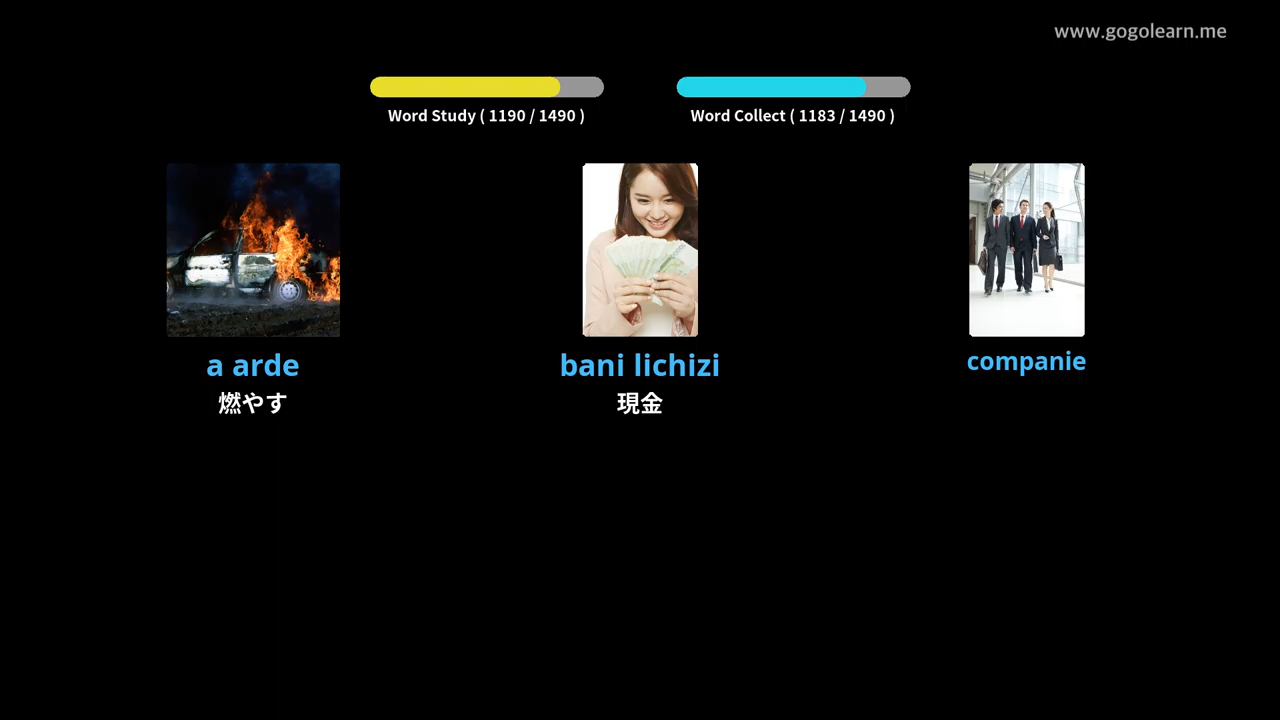 www.gogolearn.me
Word Study ( 1190 / 1490 )
Word Collect ( 1183 / 1490 )
a arde
燃やす
bani lichizi
現金
companie